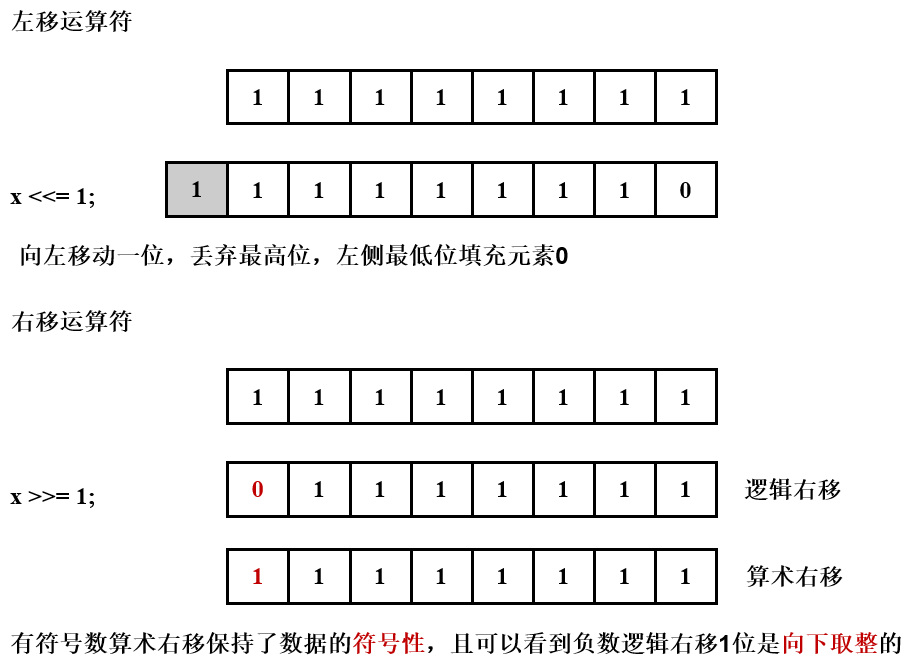 左移运算符
1 1 1 1 1 1 1 1
x <<= 1; 1 1 1 1 1 1 1 1 0
向左移动一位，丢弃最高位，左侧最低位填充元素0
右移运算符
1 1 1 1 1 1 1 1
x >>= 1; 0 1 1 1 1 1 1 1 逻辑右移
1 1 1 1 1 1 1 1 算术右移
有符号数算术右移保持了数据的符号性，且可以看到负数逻辑右移1位是向下取整的